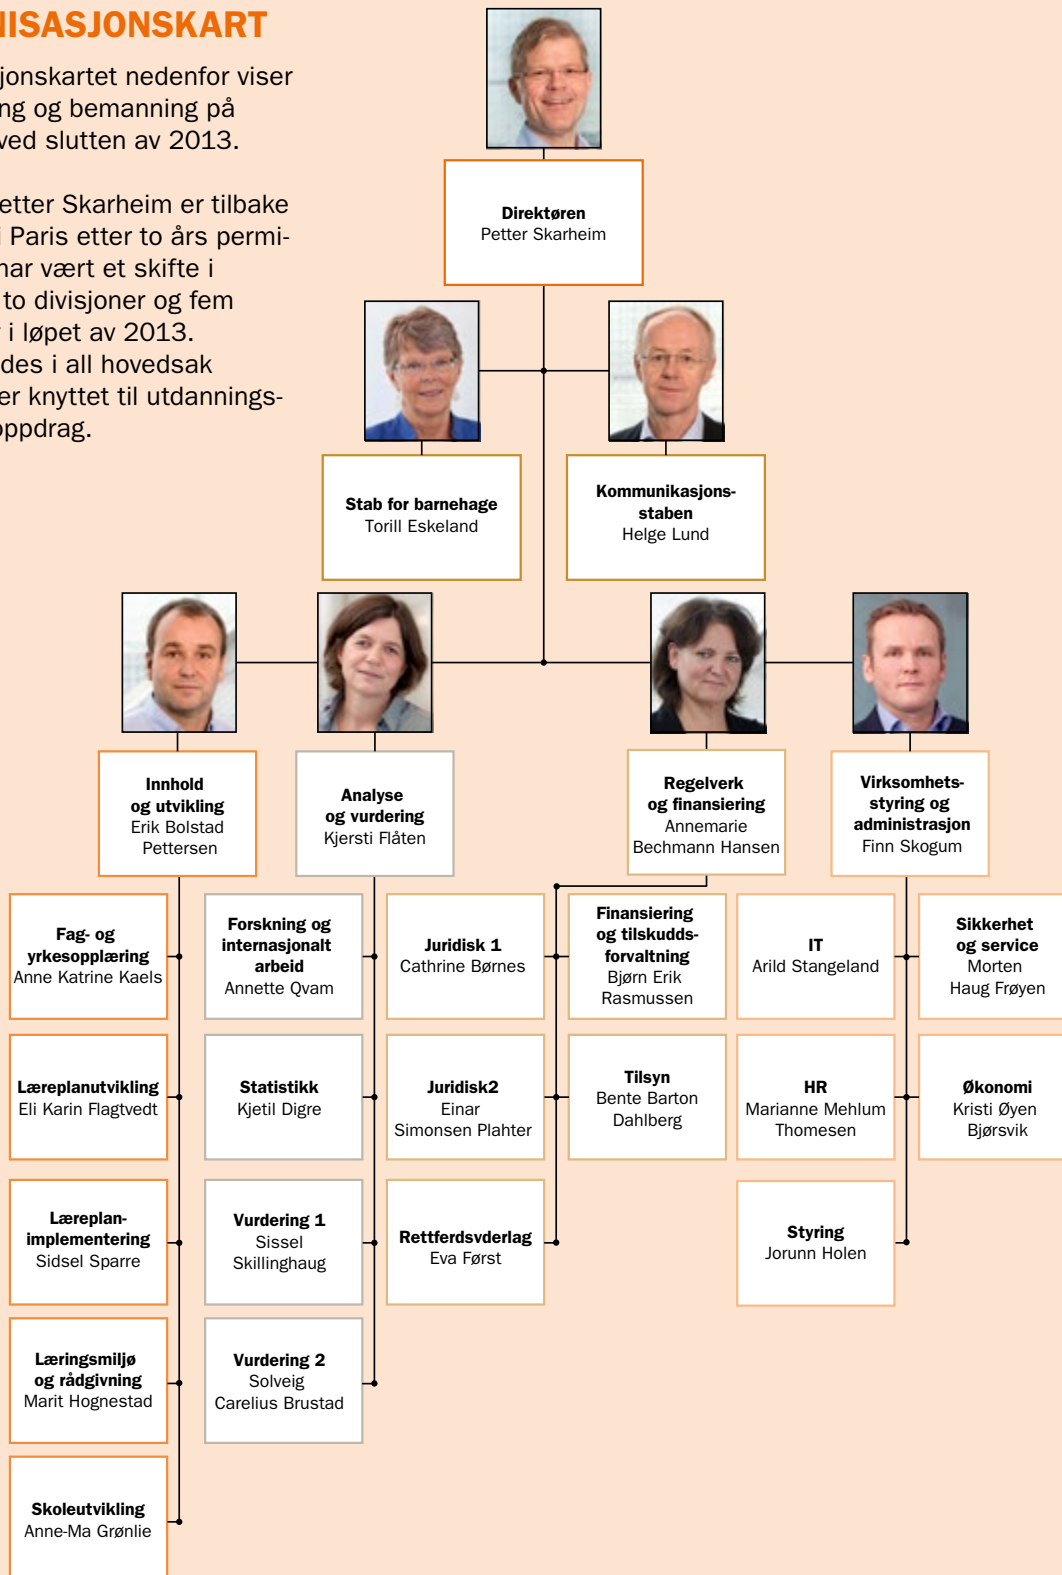 NISASJONSKART
sjonskartet nedenfor viser
ng og bemanning på
ved slutten av 2013.
etter Skarheim er tilbake
i Paris etter to års permi-
har vært et skifte i
to divisjoner og fem
r i løpet av 2013.
des i all hovedsak
er knyttet til utdannings-
oppdrag.
Direktøren
Petter Skarheim
Stab for barnehage
Torill Eskeland
Kommunikasjons-
staben
Helge Lund
Innhold
og utvikling
Erik Bolstad
Pettersen
Analyse
og vurdering
Kjersti Flåten
Regelverk
og finansiering
Annemarie
Bechmann Hansen
Virksomhets-
styring og
administrasjon
Finn Skogum
Fag- og
yrkesopplæring
Anne Katrine Kaels
Forskning og
internasjonalt
arbeid
Annette Qvam
Juridisk 1
Cathrine Børnes
Finansiering
og tilskudds-
forvaltning
Bjørn Erik
Rasmussen
IT
Arild Stangeland
Sikkerhet
og service
Morten
Haug Frøyen
Læreplanutvikling
Eli Karin Flagtvedt
Statistikk
Kjetil Digre
Juridisk2
Einar
Simonsen Plahter
Tilsyn
Bente Barton
Dahlberg
HR
Marianne Mehlum
Thomesen
Økonomi
Kristi Øyen
Bjørsvik
Læreplan-
implementering
Sidsel Sparre
Vurdering 1
Sissel
Skillinghaug
Rettferdsvderlag
Eva Først
Styring
Jorunn Holen
Læringsmiljø
og rådgivning
Marit Hognestad
Vurdering 2
Solveig
Carelius Brustad
Skoleutvikling
Anne-Ma Grønlie